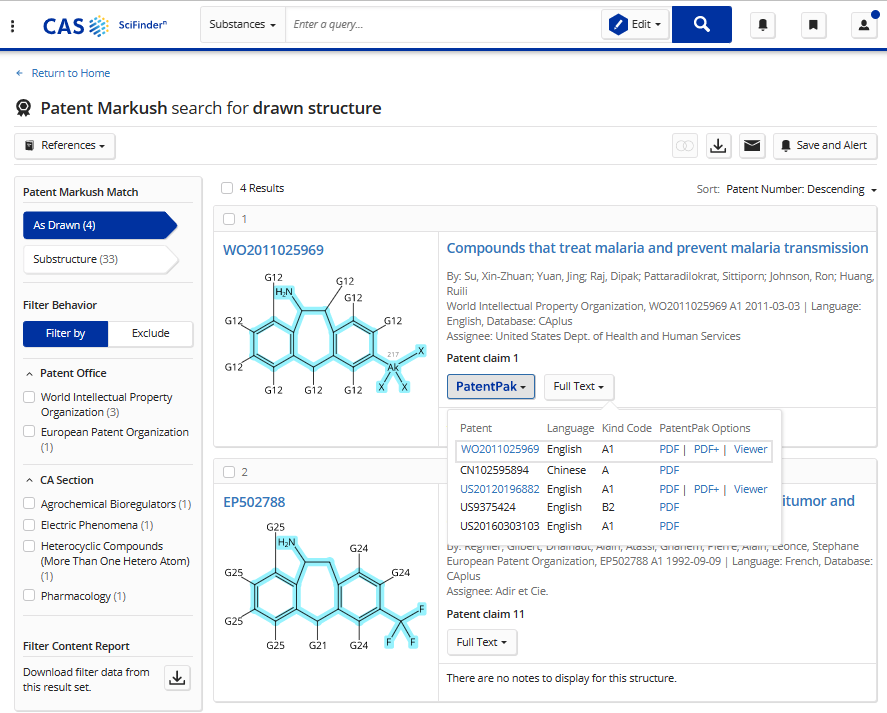 CAS SciFinderⁿ
Substances
Enter a query...
Edit
Return to Home
Patent Markush search for drawn structure
References
Save and Alert
Patent Markush Match
As Drawn (4)
Substructure (33)
Filter Behavior
Filter by
Exclude
Patent Office
World Intellectual Property
Organization (3)
European Patent Organization
(1)
CA Section
Agrochemical Bioregulators (1)
Electric Phenomena (1)
Heterocyclic Compounds
(More Than One Hetero Atom)
(1)
Pharmacology (1)
Filter Content Report
Download filter data from
this result set.
4 Results
Sort: Patent Number: Descending
1
WO2011025969
G12
G12
H₂N
G12
G12
G12
G12
217
X
Ak
X
X
G12
G12
G12
Compounds that treat malaria and prevent malaria transmission
By: Su, Xin-Zhuan; Yuan, Jing; Raj, Dipak; Pattaradilokrat, Sittiporn; Johnson, Ron; Huang,
Ruili
World Intellectual Property Organization, WO2011025969 A1 2011-03-03 | Language:
English, Database: CAplus
Assignee: United States Dept. of Health and Human Services
Patent claim 1
PatentPak
Full Text
Patent Language Kind Code PatentPak Options
WO2011025969 English A1 PDF | PDF+ | Viewer
CN102595894 Chinese A PDF
US20120196882 English A1 PDF | PDF+ | Viewer
US9375424 English B2 PDF
US20160303103 English A1 PDF
2
EP502788
G25
H₂N
G24
G25
G24
G25
F
F
F
G25
G21
G24
itumor and
By: Regnier, Gilbert; Dhainaut, Alain; Atassi, Ghanem; Pierre, Alain; Leonce, Stephane
European Patent Organization, EP502788 A1 1992-09-09 | Language: French, Database:
CAplus
Assignee: Adir et Cie.
Patent claim 11
Full Text
There are no notes to display for this structure.